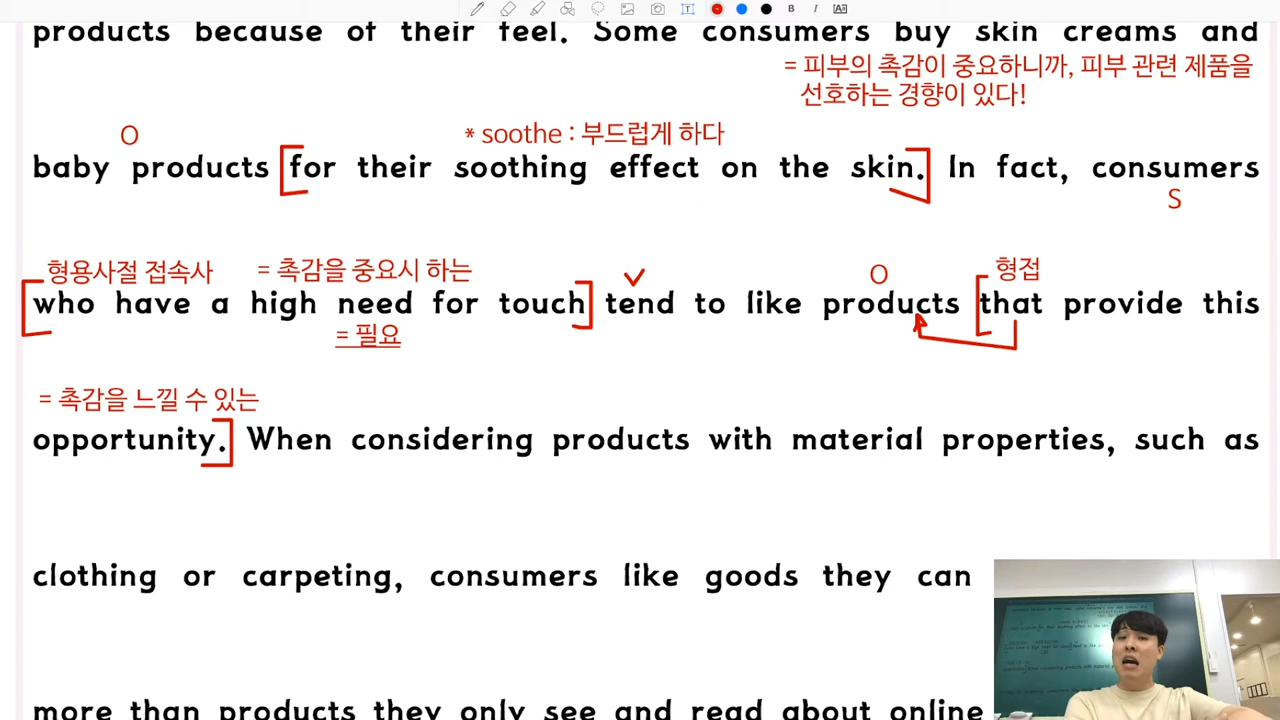 products because of their feel. Some consumers buy skin creams and
= 피부의 촉감이 중요하니까, 피부 관련 제품을
선호하는 경향이 있다!
O
* soothe : 부드럽게 하다
baby products [for their soothing effect on the skin.] In fact, consumers
S
형용사절 접속사 = 촉감을 중요시 하는
O
형접
[who have a high need for touch] tend to like products [that provide this
= 필요
= 촉감을 느낄 수 있는
opportunity.] When considering products with material properties, such as
clothing or carpeting, consumers like goods they can
more than products they only see and read about online